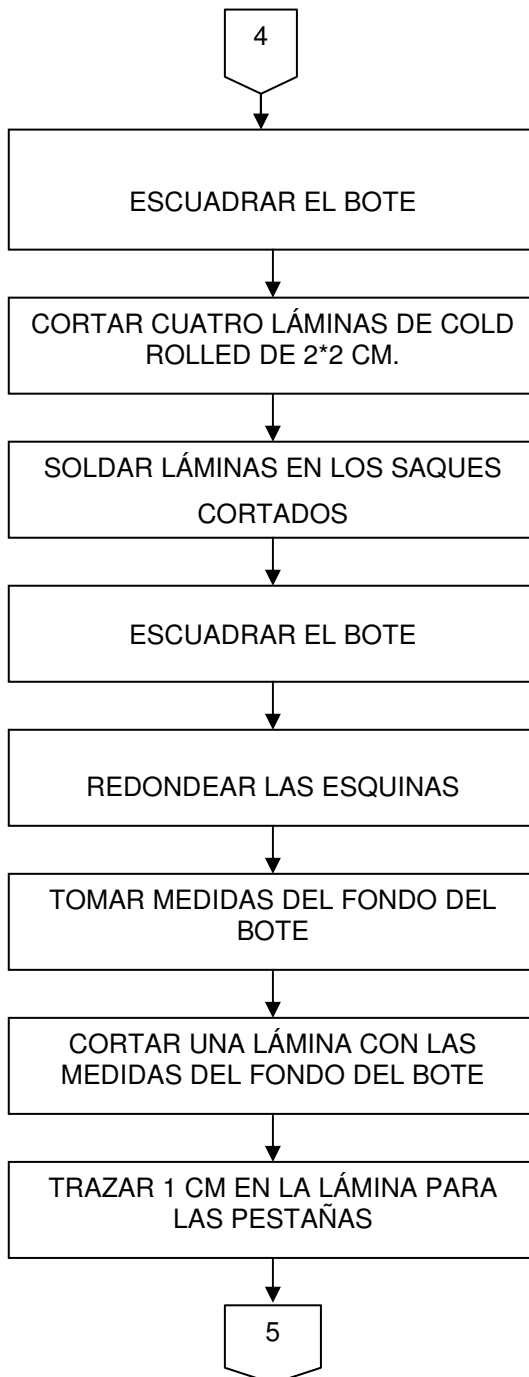 4
ESCUADRAR EL BOTE
CORTAR CUATRO LÁMINAS DE COLD
ROLLED DE 2*2 CM.
SOLDAR LÁMINAS EN LOS SAQUES
CORTADOS
ESCUADRAR EL BOTE
REDONDEAR LAS ESQUINAS
TOMAR MEDIDAS DEL FONDO DEL
BOTE
CORTAR UNA LÁMINA CON LAS
MEDIDAS DEL FONDO DEL BOTE
TRAZAR 1 CM EN LA LÁMINA PARA
LAS PESTAÑAS
5